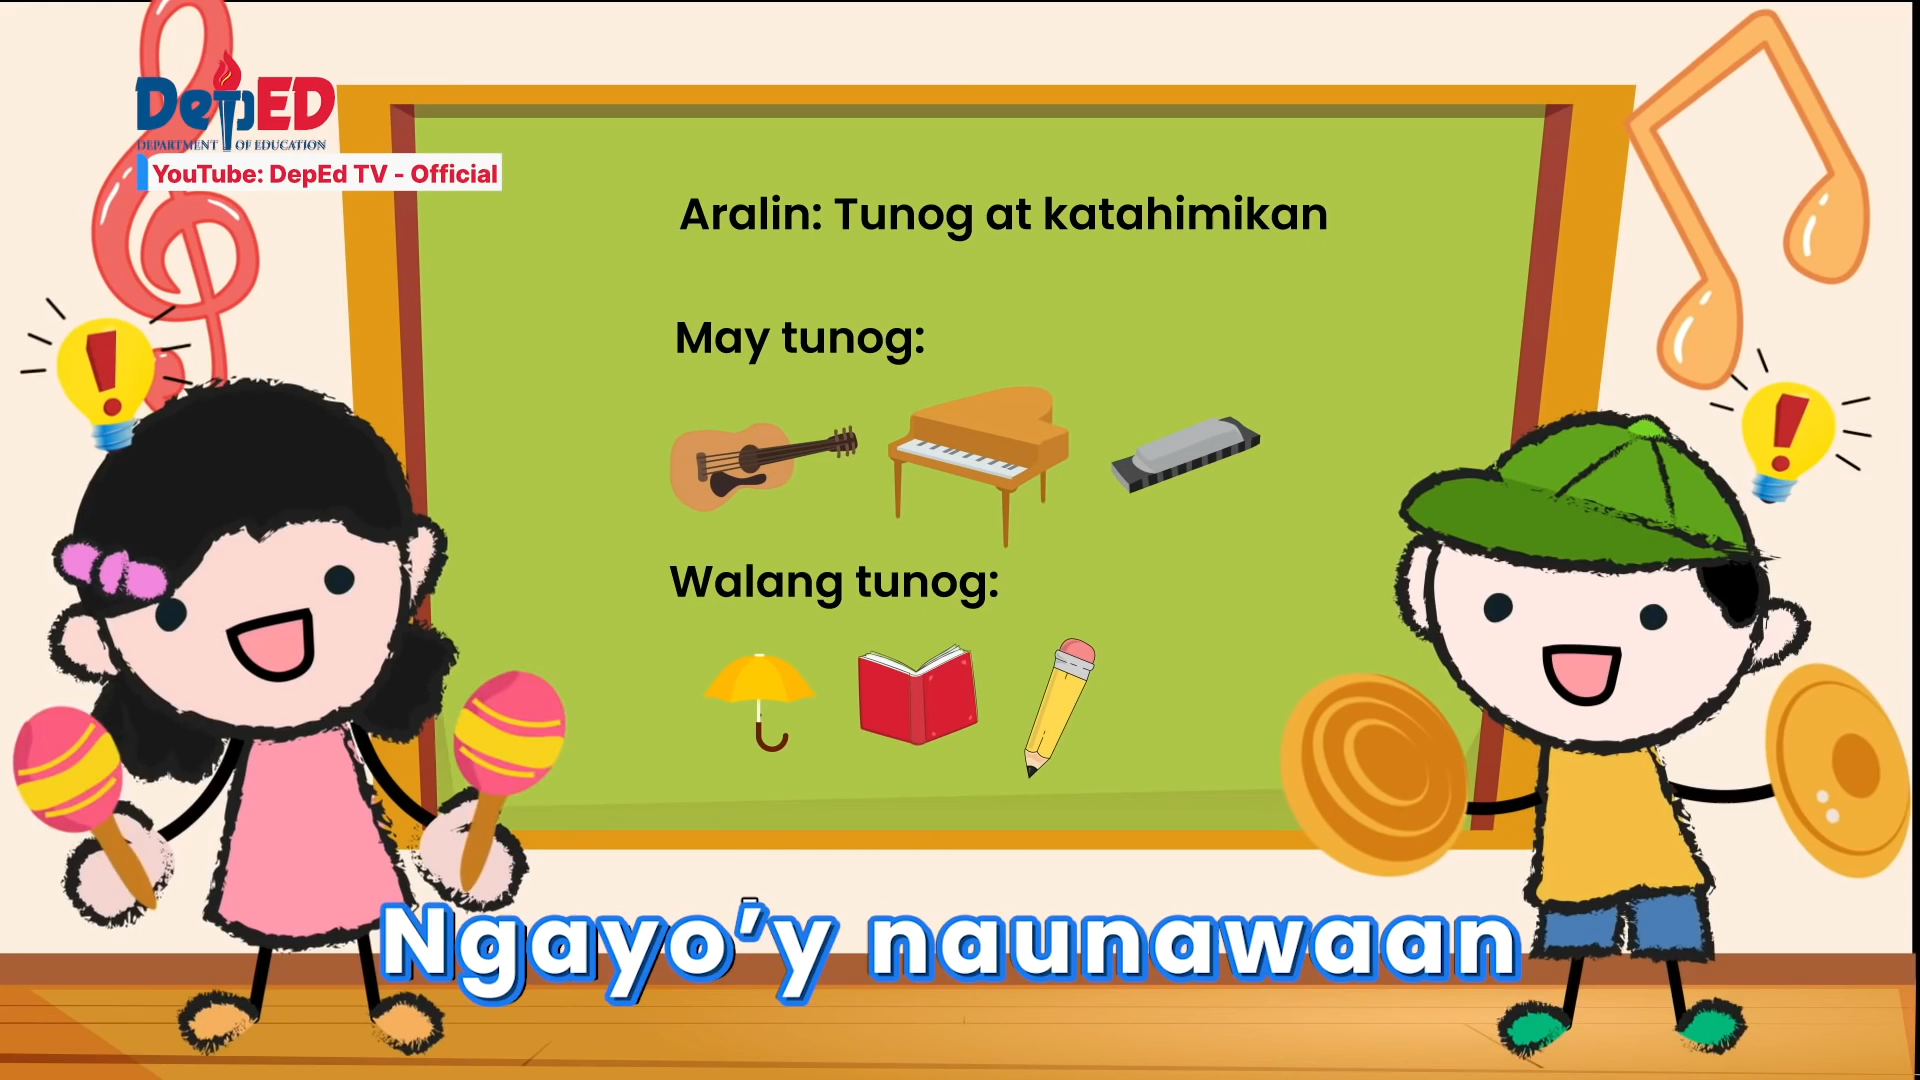 DepED
DEPARTMENT OF EDUCATION
YouTube: DepEd TV - Official
Aralin: Tunog at katahimikan
May tunog:
Walang tunog:
Ngayo’y naunawaan